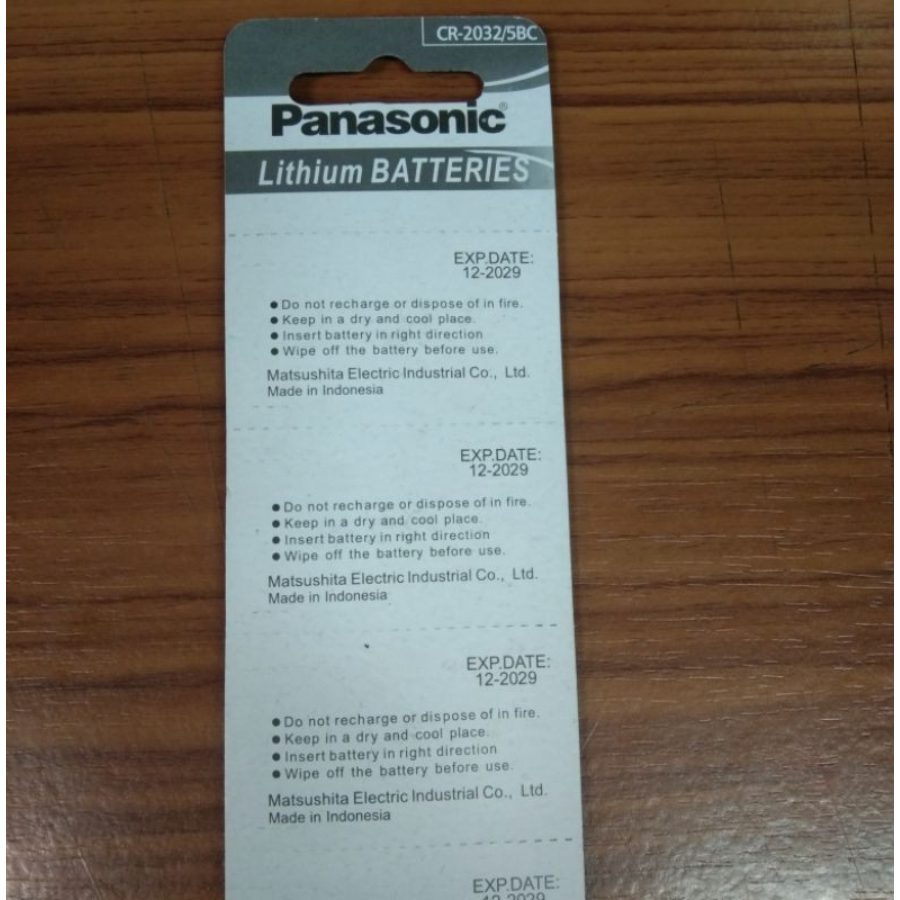 CR-2032/5BC
Panasonic®
Lithium BATTERIES
EXP.DATE:
12-2029
● Do not recharge or dispose of in fire.
● Keep in a dry and cool place.
● Insert battery in right direction
● Wipe off the battery before use.
Matsushita Electric Industrial Co., Ltd.
Made in Indonesia
EXP.DATE:
12-2029
● Do not recharge or dispose of in fire.
● Keep in a dry and cool place.
● Insert battery in right direction
● Wipe off the battery before use.
Matsushita Electric Industrial Co., Ltd.
Made in Indonesia
EXP.DATE:
12-2029
● Do not recharge or dispose of in fire.
● Keep in a dry and cool place.
● Insert battery in right direction
● Wipe off the battery before use.
Matsushita Electric Industrial Co., Ltd.
Made in Indonesia
EXP.DATE:
12-2029